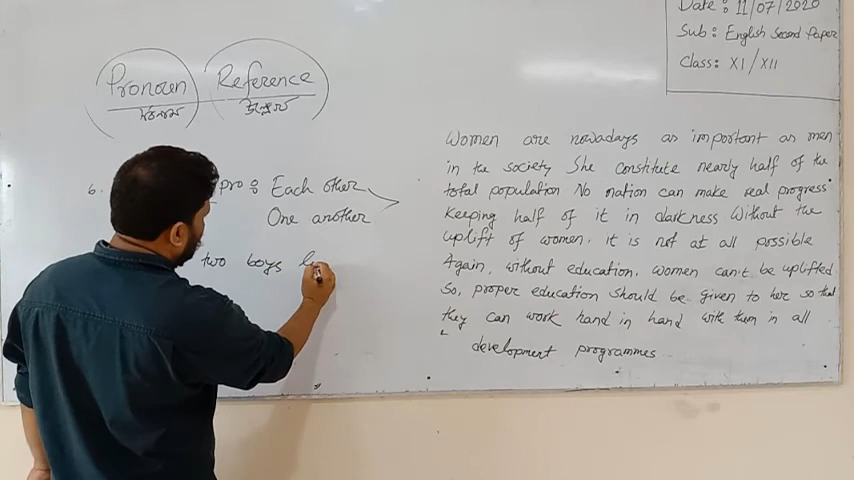 Date : 11/07/2020
Sub : English Second Paper
Class: XI/XII
Pronoun Reference
সর্বনাম
6. pro : Each other
One another
two boys
Women are nowadays as important as men
in the society She constitute nearly half of the
total population No nation can make real progress
Keeping half of it in darkness Without the
uplift of women, it is not at all possible
Again, without education, women can't be uplifted
So, proper education should be given to her so that
they can work hand in hand with them in all
development programmes